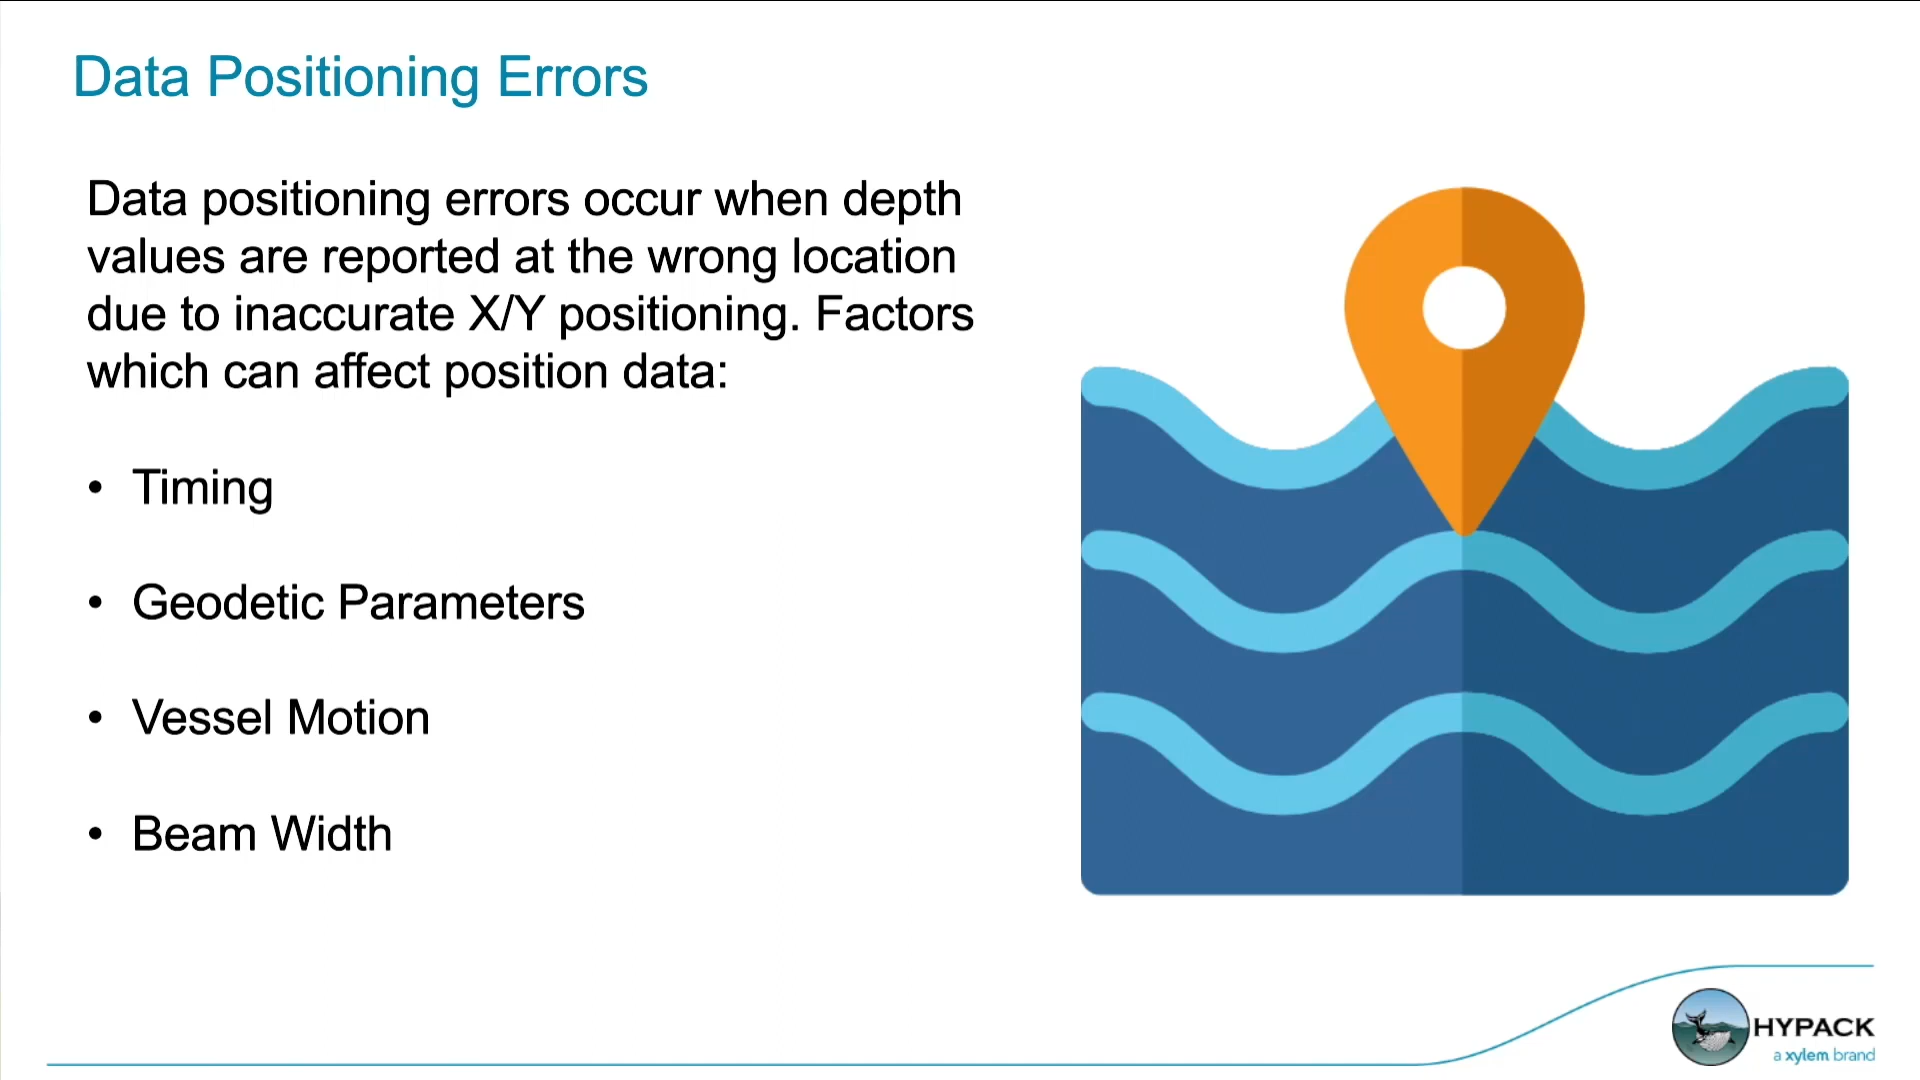 Data Positioning Errors
Data positioning errors occur when depth
values are reported at the wrong location
due to inaccurate X/Y positioning. Factors
which can affect position data:
• Timing
• Geodetic Parameters
• Vessel Motion
• Beam Width
HYPACK
a xylem brand